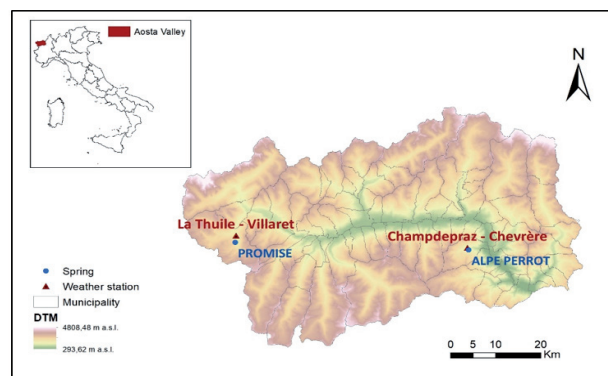 Aosta Valley
N
La Thuile - Villaret
PROMISE
Champdepraz - Chevrère
ALPE PERROT
Spring
Weather station
Municipality
DTM
4808,48 m a.s.l.
293,62 m a.s.l.
0 5 10 20
Km